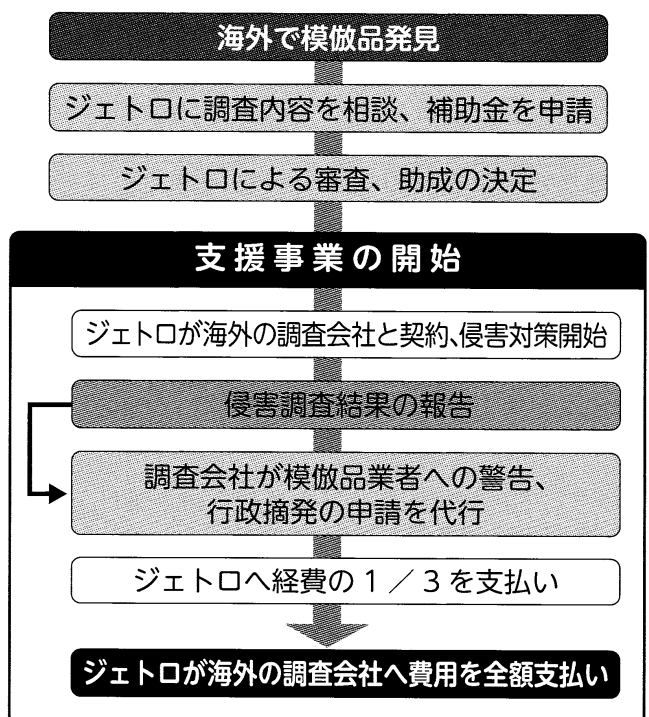 海外で模倣品発見
ジェトロに調査内容を相談、補助金を申請
ジェトロによる審査、助成の決定
支援事業の開始
ジェトロが海外の調査会社と契約、侵害対策開始
侵害調査結果の報告
調査会社が模倣品業者への警告、
行政摘発の申請を代行
ジェトロへ経費の1／3を支払い
ジェトロが海外の調査会社へ費用を全額支払い